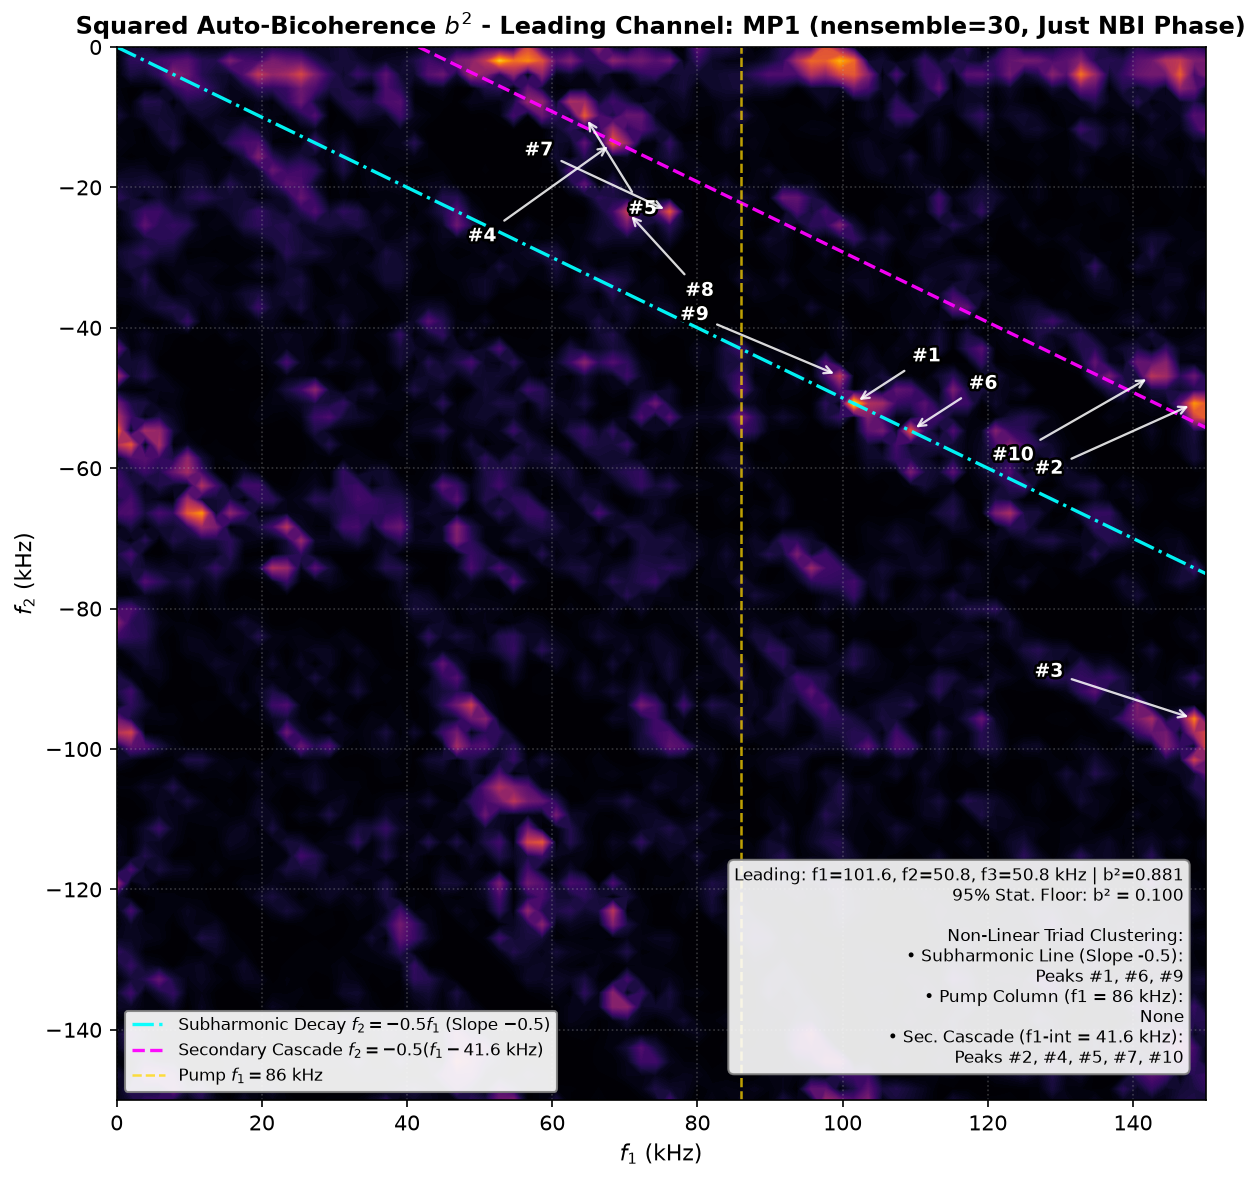 Squared Auto-Bicoherence b² - Leading Channel: MP1 (nensemble=30, Just NBI Phase)
0
−20
−40
−60
−80
−100
−120
−140
f₂ (kHz)
#7
#5
#4
#8
#9
#1
#6
#10
#2
#3
Leading: f1=101.6, f2=50.8, f3=50.8 kHz | b²=0.881
95% Stat. Floor: b² = 0.100
Non-Linear Triad Clustering:
• Subharmonic Line (Slope -0.5):
Peaks #1, #6, #9
• Pump Column (f1 = 86 kHz):
None
• Sec. Cascade (f1-int = 41.6 kHz):
Peaks #2, #4, #5, #7, #10
Subharmonic Decay f₂ = −0.5f₁ (Slope −0.5)
Secondary Cascade f₂ = −0.5(f₁ − 41.6 kHz)
Pump f₁ = 86 kHz
0 20 40 60 80 100 120 140
f₁ (kHz)